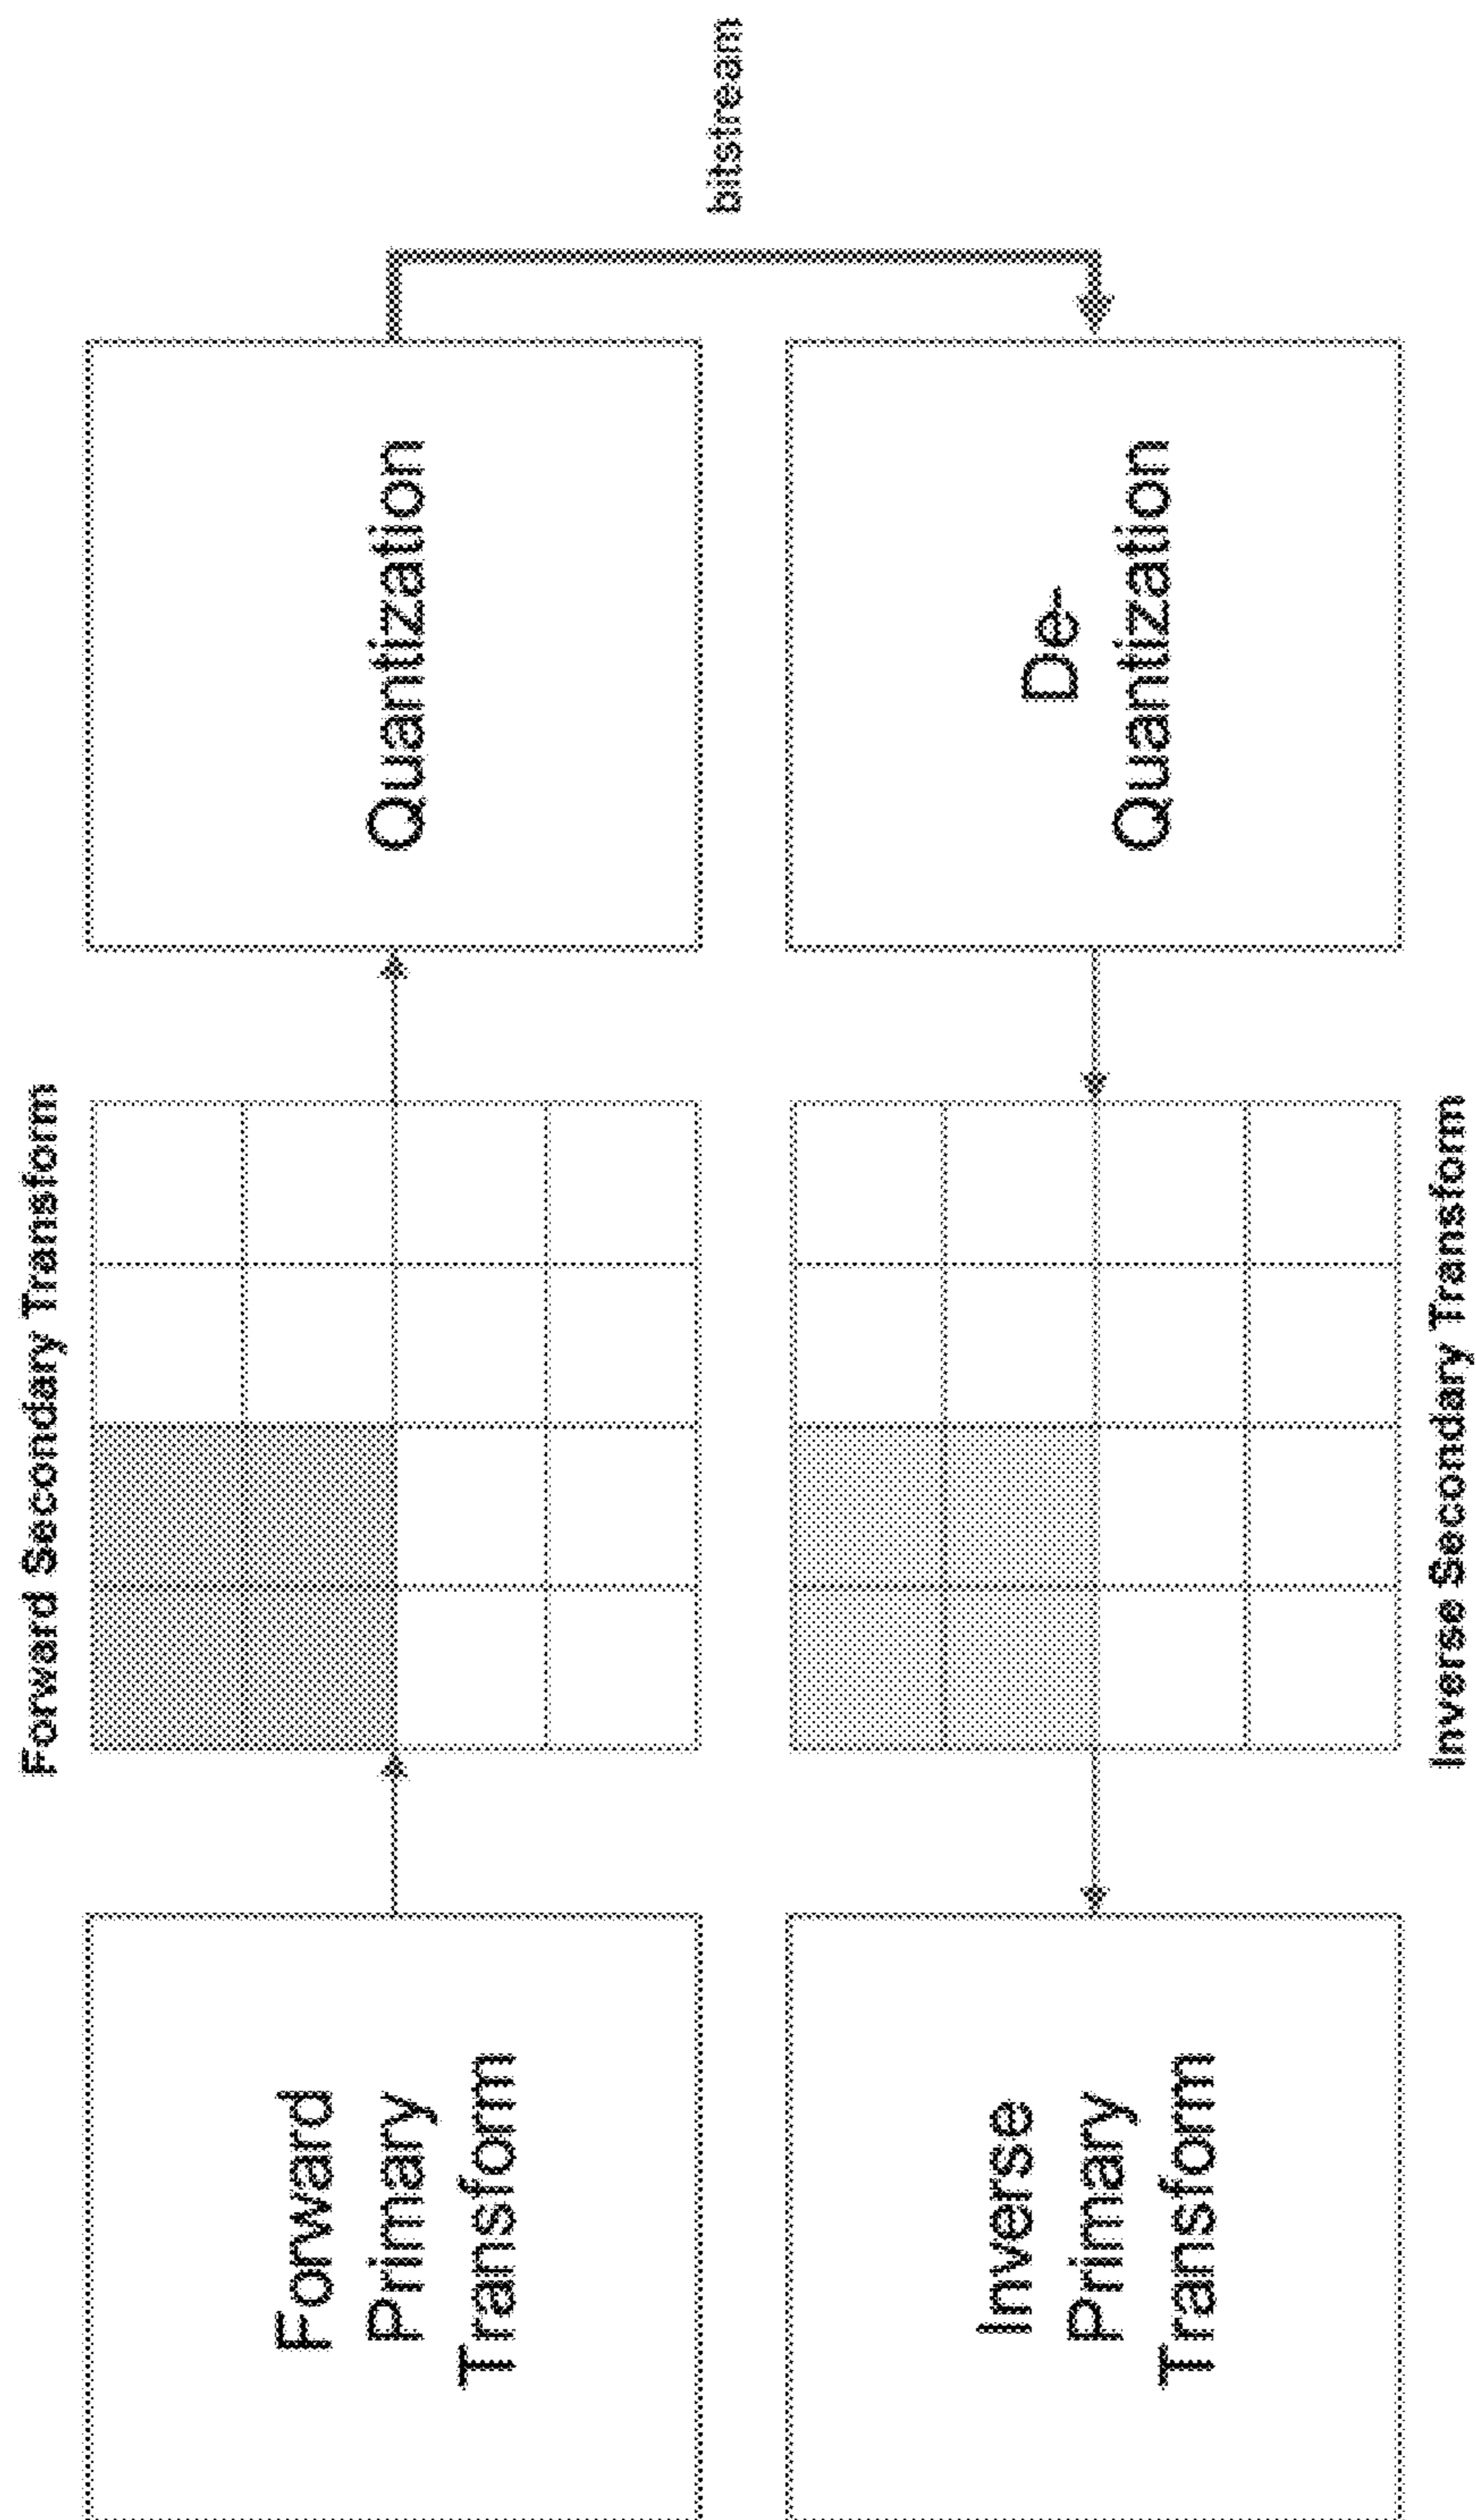 Forward Secondary Transform
Forward
Primary
Transform
Quantization
bitstream
Inverse
Primary
Transform
De-
Quantization
Inverse Secondary Transform